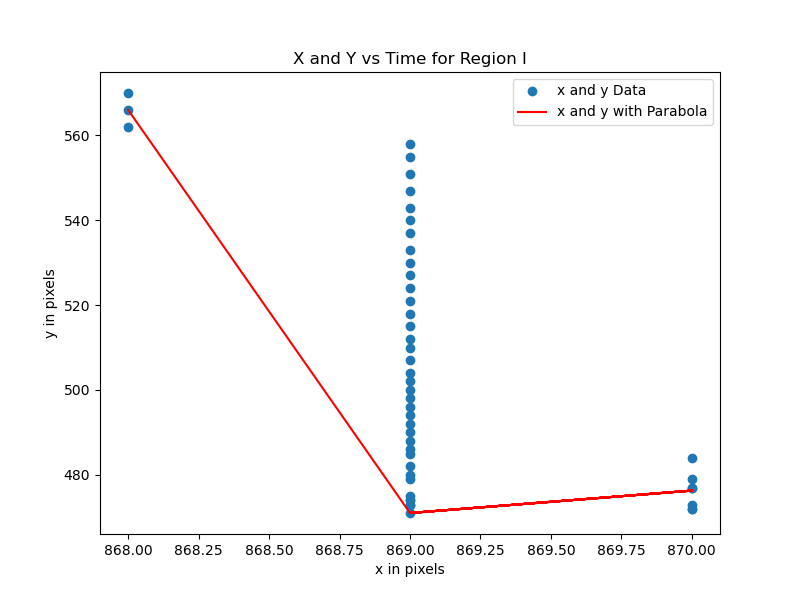 X and Y vs Time for Region I
x and y Data
x and y with Parabola
560
540
520
500
480
y in pixels
868.00 868.25 868.50 868.75 869.00 869.25 869.50 869.75 870.00
x in pixels